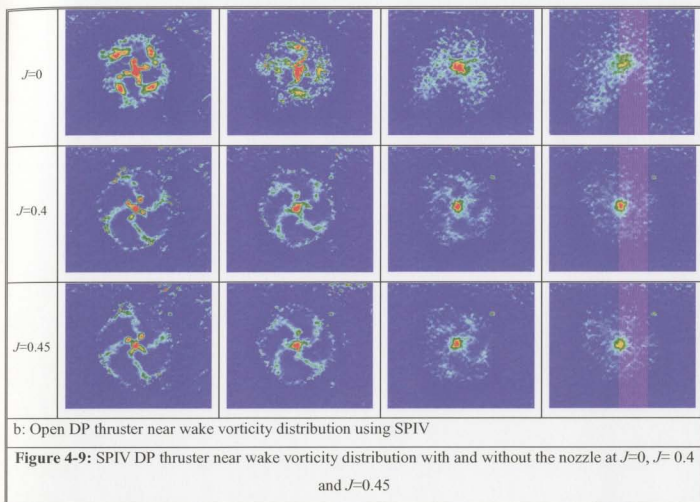 J=0
J=0.4
J=0.45
b: Open DP thruster near wake vorticity distribution using SPIV
Figure 4-9: SPIV DP thruster near wake vorticity distribution with and without the nozzle at J=0, J= 0.4
and J=0.45